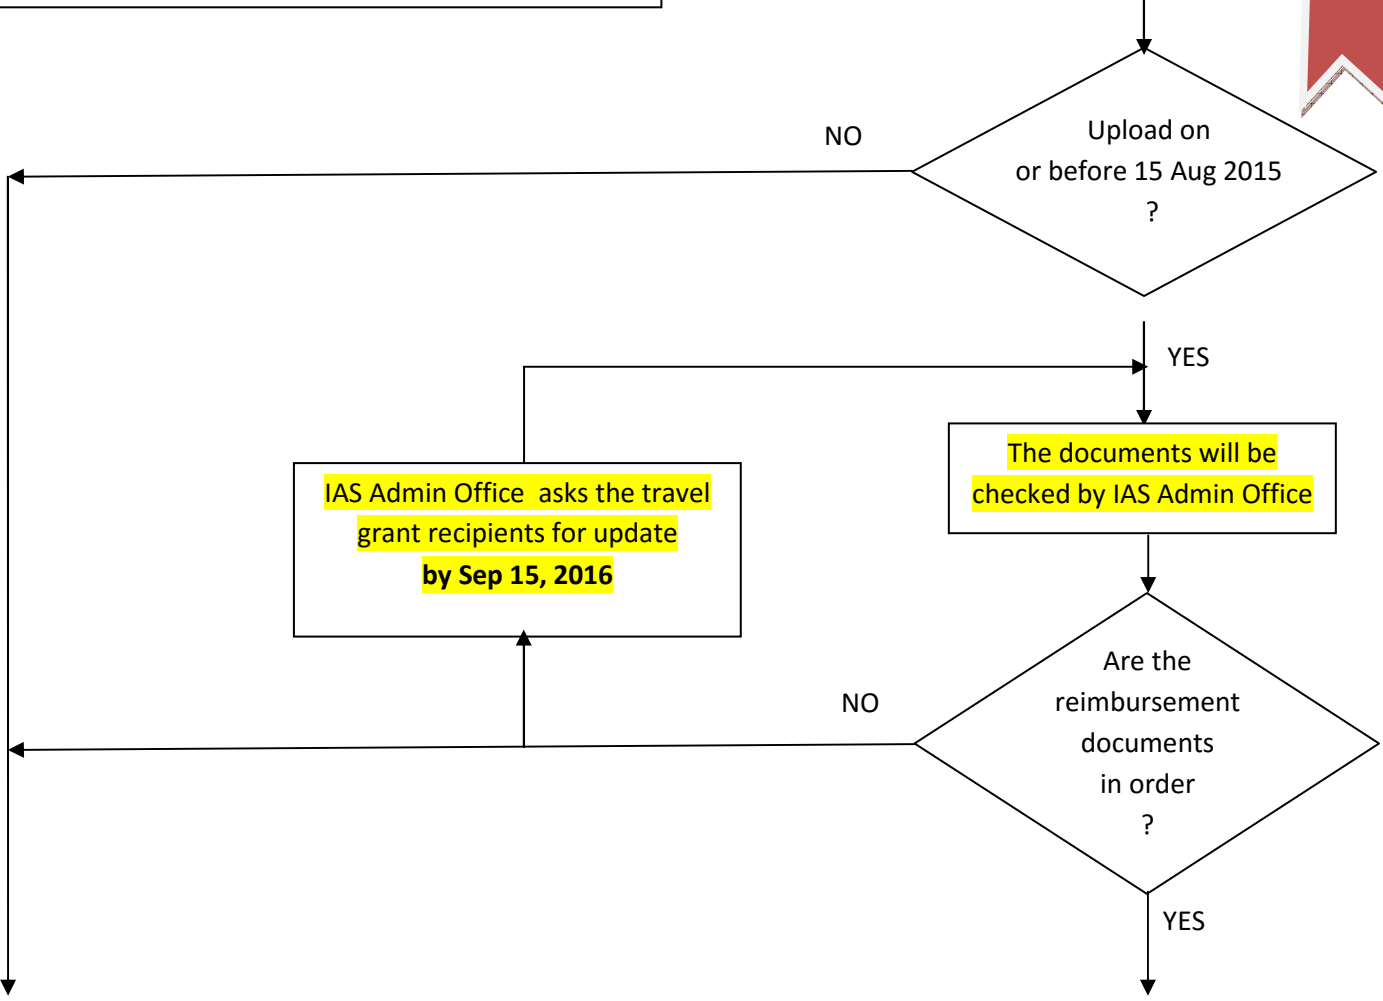 NO
Upload on
or before 15 Aug 2015
?
YES
The documents will be
checked by IAS Admin Office
IAS Admin Office  asks the travel
grant recipients for update
by Sep 15, 2016
NO
Are the
reimbursement
documents
in order
?
YES